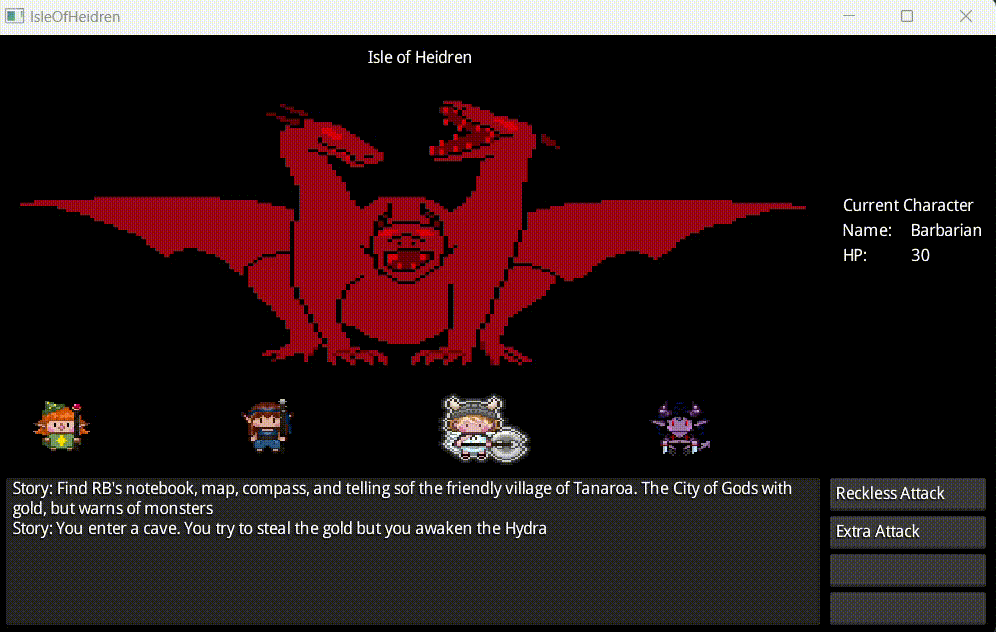 IsleOfHeidren
Isle of Heidren
Current Character
Name: Barbarian
HP: 30
Story: Find RB's notebook, map, compass, and telling sof the friendly village of Tanaroa. The City of Gods with
gold, but warns of monsters
Story: You enter a cave. You try to steal the gold but you awaken the Hydra
Reckless Attack
Extra Attack